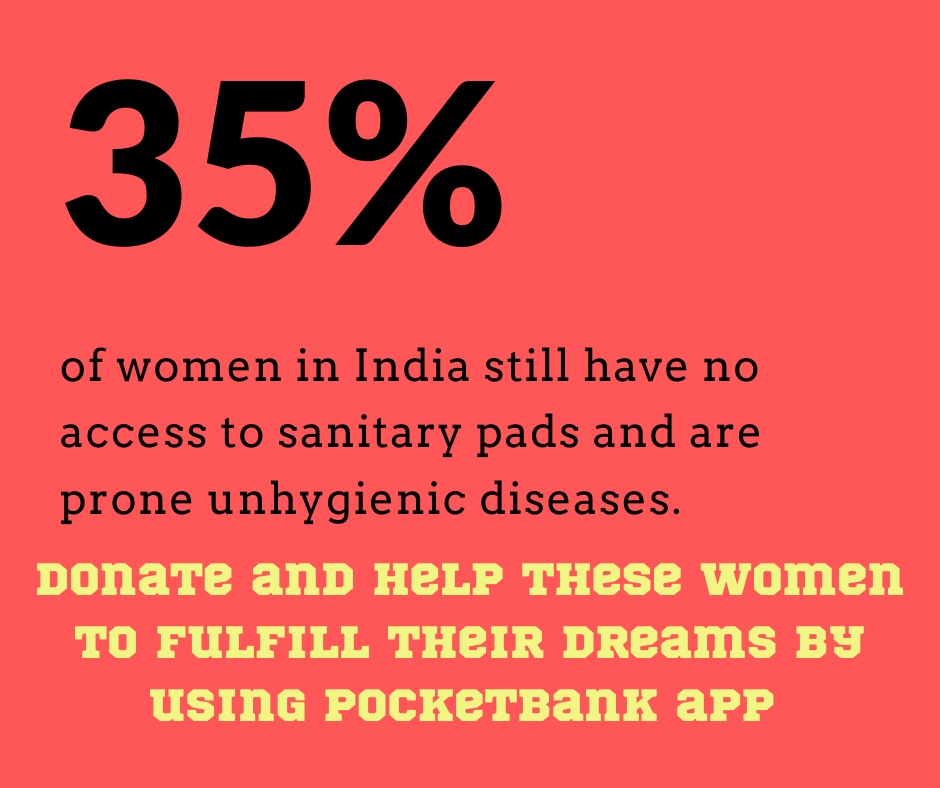 35%
of women in India still have no
access to sanitary pads and are
prone unhygienic diseases.
Donate and Help These women
to fulfill their dreams by
using PocketBank app